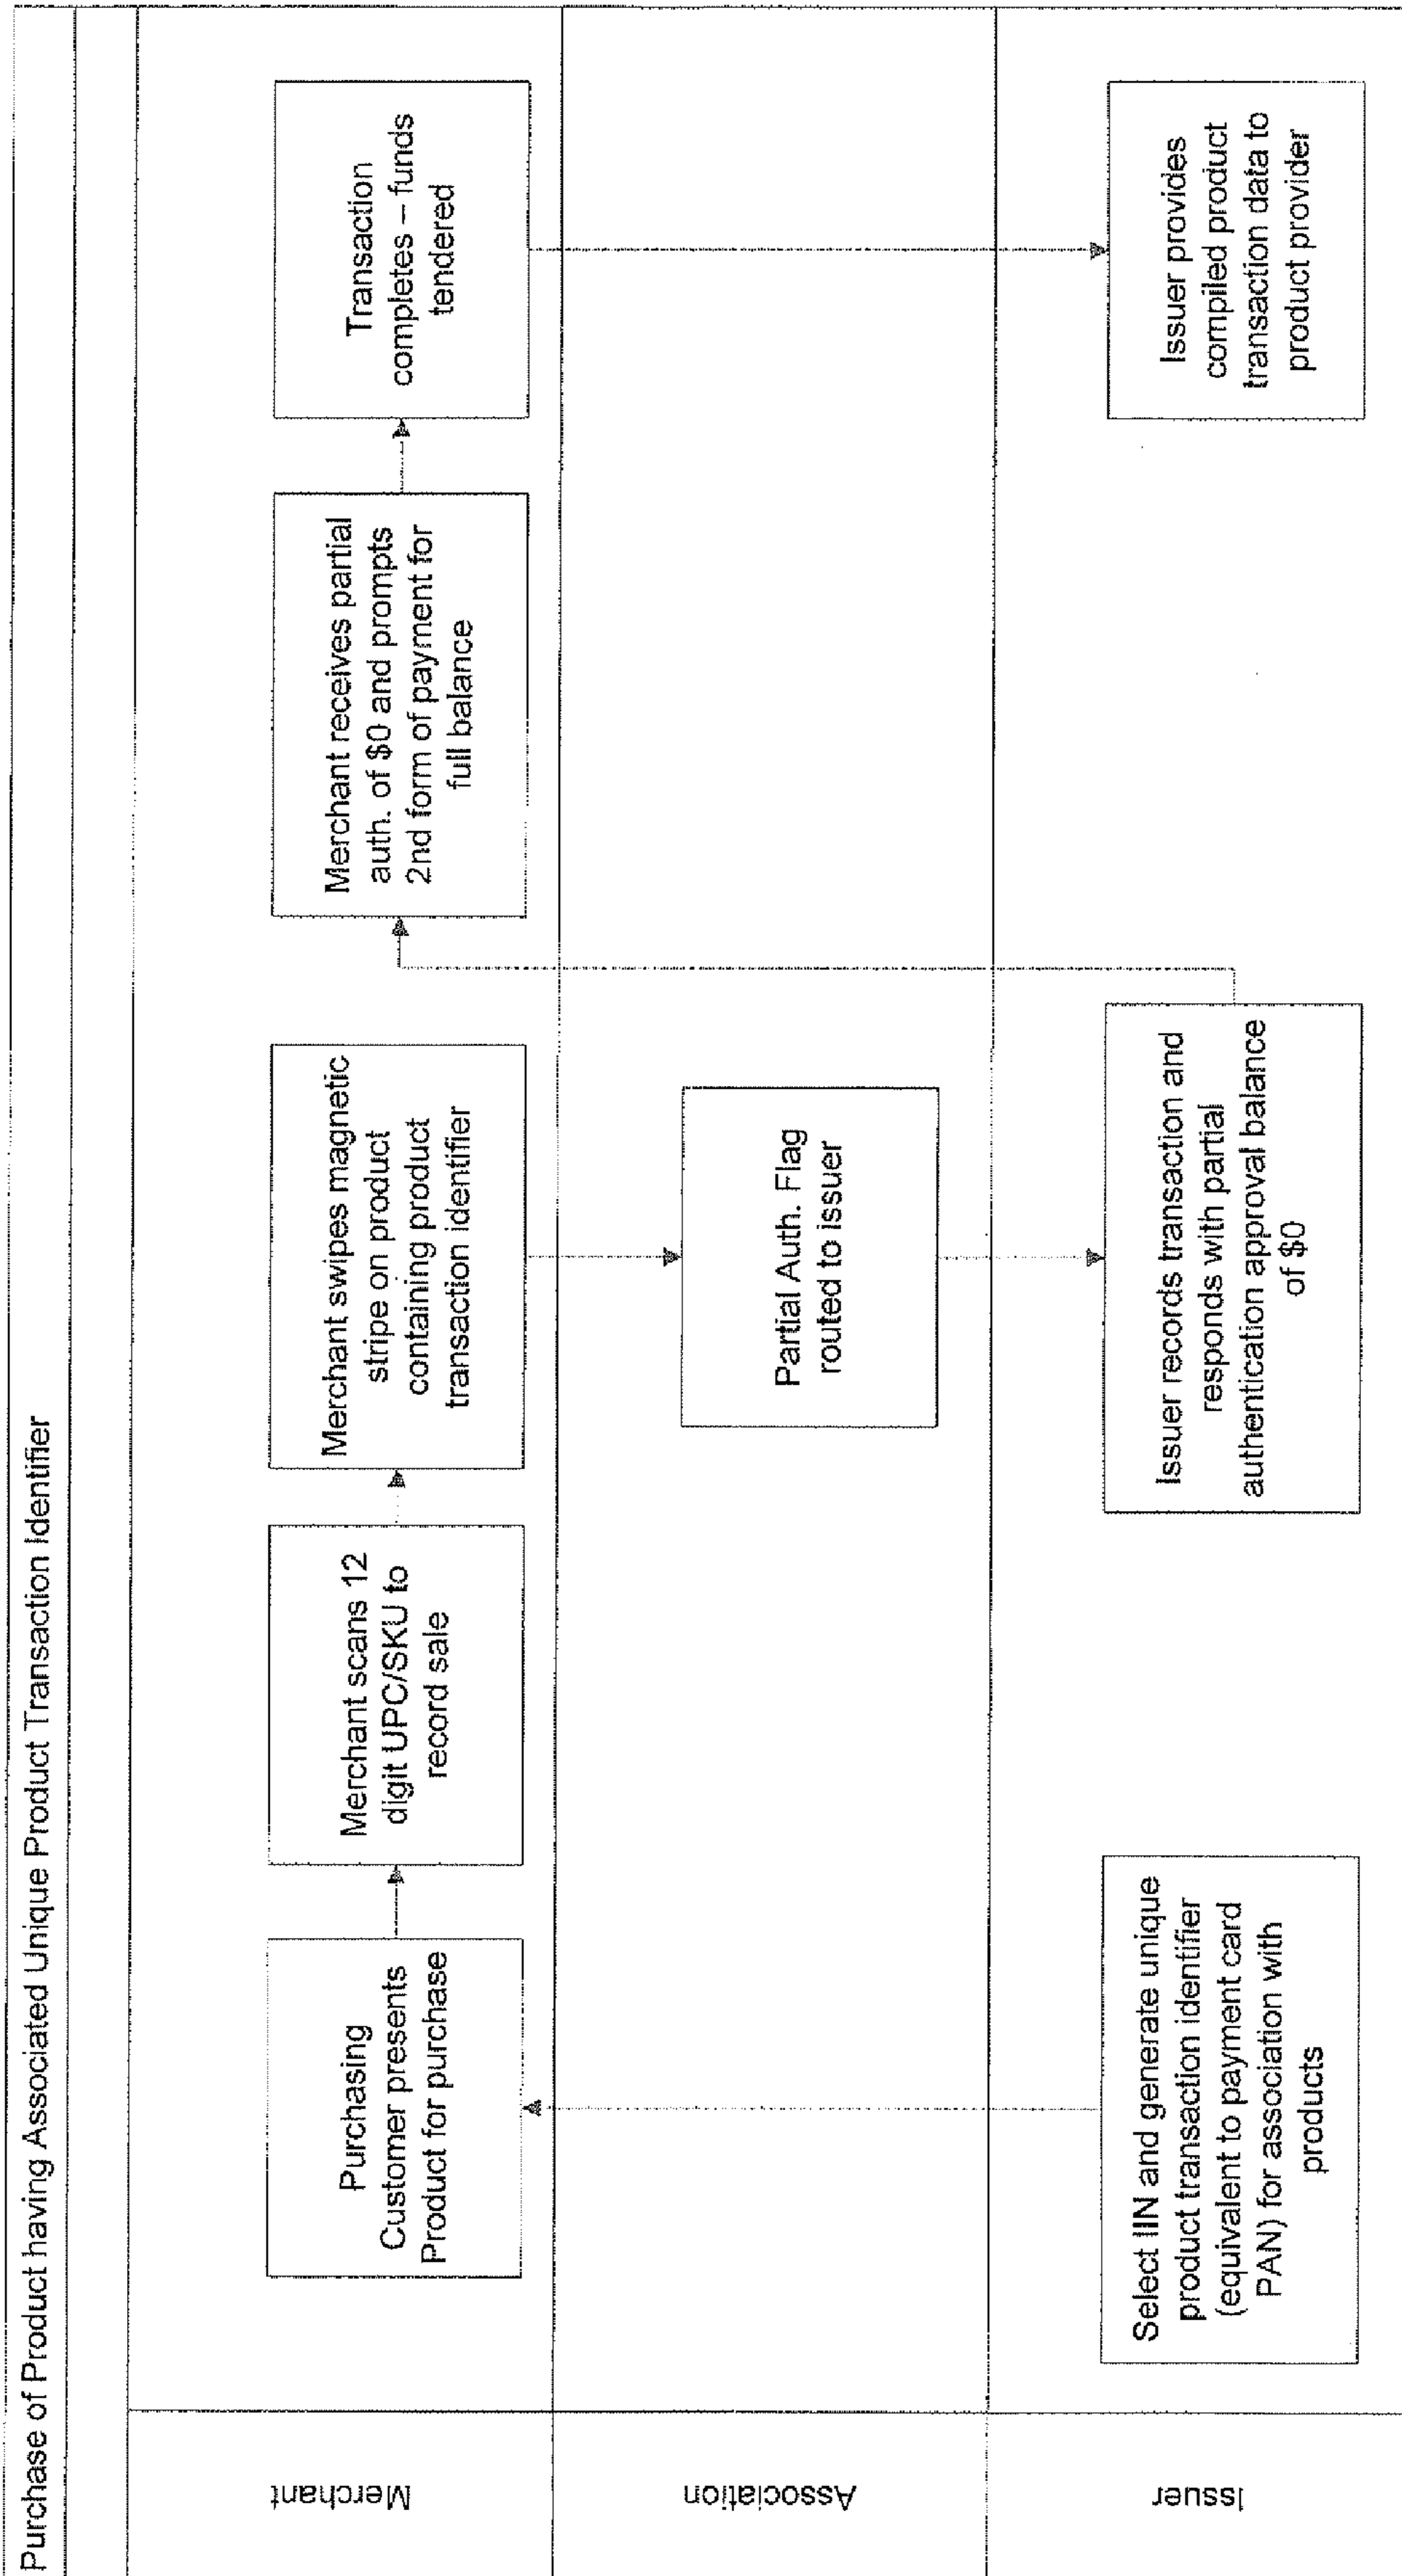 Purchase of Product having Associated Unique Product Transaction Identifier
Merchant
Purchasing
Customer presents
Product for purchase
Merchant scans 12
digit UPC/SKU to
record sale
Merchant swipes magnetic
stripe on product
containing product
transaction identifier
Merchant receives partial
auth. of $0 and prompts
2nd form of payment for
full balance
Transaction
completes – funds
tendered
Association
Partial Auth. Flag
routed to issuer
Issuer
Select IIN and generate unique
product transaction identifier
(equivalent to payment card
PAN) for association with
products
Issuer records transaction and
responds with partial
authentication approval balance
of $0
Issuer provides
compiled product
transaction data to
product provider